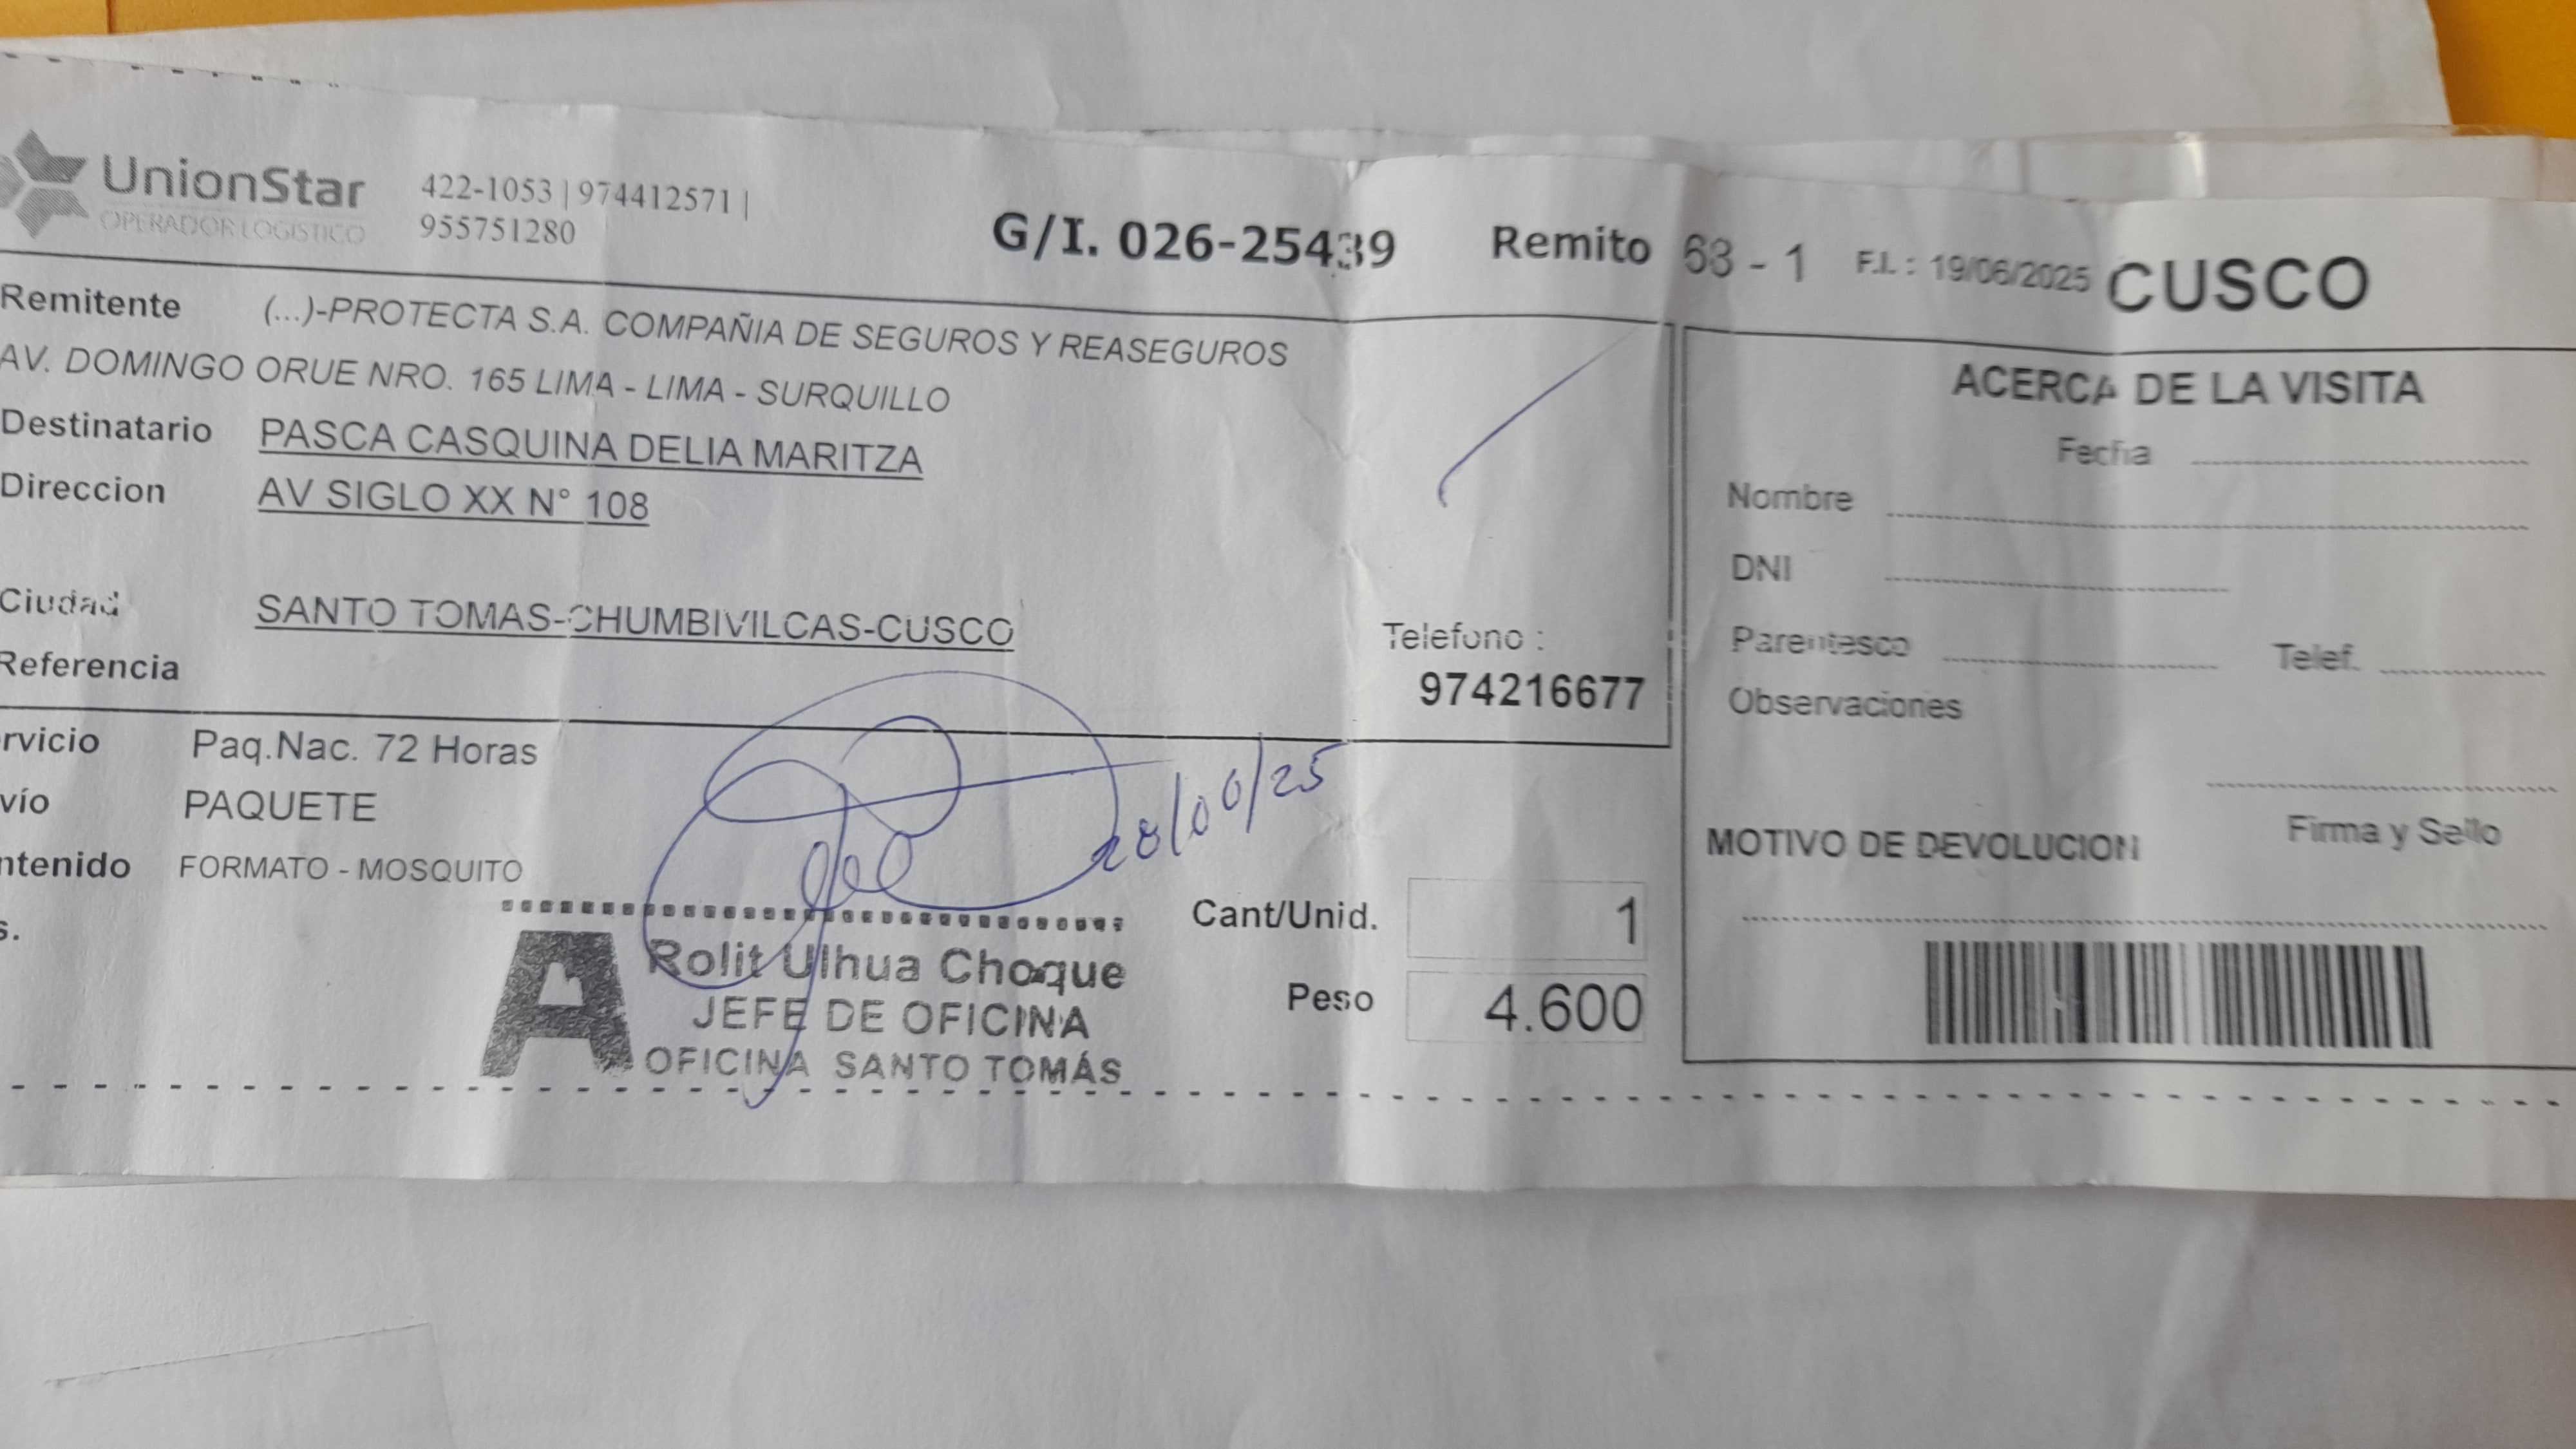 UnionStar
OPERADOR LOGISTICO
422-1053 | 974412571 |
955751280
G/I. 026-25439
Remito 63 - 1
F.I. : 19/06/2025
CUSCO
Remitente (...)-PROTECTA S.A. COMPAÑIA DE SEGUROS Y REASEGUROS
AV. DOMINGO ORUE NRO. 165 LIMA - LIMA - SURQUILLO
Destinatario PASCA CASQUINA DELIA MARITZA
Direccion AV SIGLO XX N° 108
Ciudad SANTO TOMAS-CHUMBIVILCAS-CUSCO
Referencia
Telefono :
974216677
rvicio Paq.Nac. 72 Horas
vío PAQUETE
ntenido FORMATO - MOSQUITO
s.
Cant/Unid. 1
Peso 4.600
A
Rolit Ulhua Choque
JEFE DE OFICINA
OFICINA SANTO TOMÁS
ACERCA DE LA VISITA
Fecha
Nombre
DNI
Parentesco
Telef.
Observaciones
Firma y Sello
MOTIVO DE DEVOLUCION